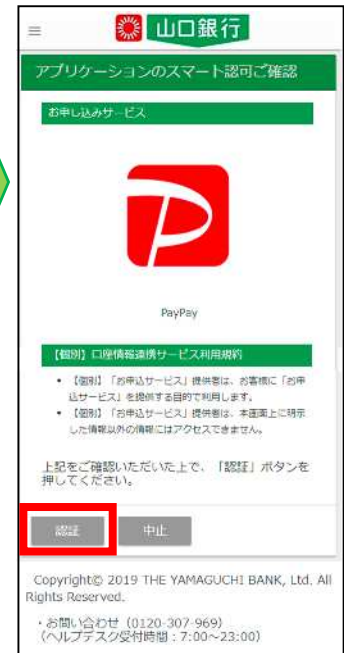 山口銀行
アプリケーションのスマート認可ご確認
お申し込みサービス
PayPay
【個別】口座情報連携サービス利用規約
• 【個別】「お申込サービス」提供者は、お客様に「お申
込サービス」を提供する目的で利用します。
• 【個別】「お申込サービス」提供者は、本画面上に明示
した情報以外の情報にはアクセスできません。
上記をご確認いただいた上で、「認証」ボタンを
押してください。
認証 中止
Copyright© 2019 THE YAMAGUCHI BANK, Ltd. All
Rights Reserved.
・お問い合わせ（0120-307-969）
（ヘルプデスク受付時間：7:00～23:00）